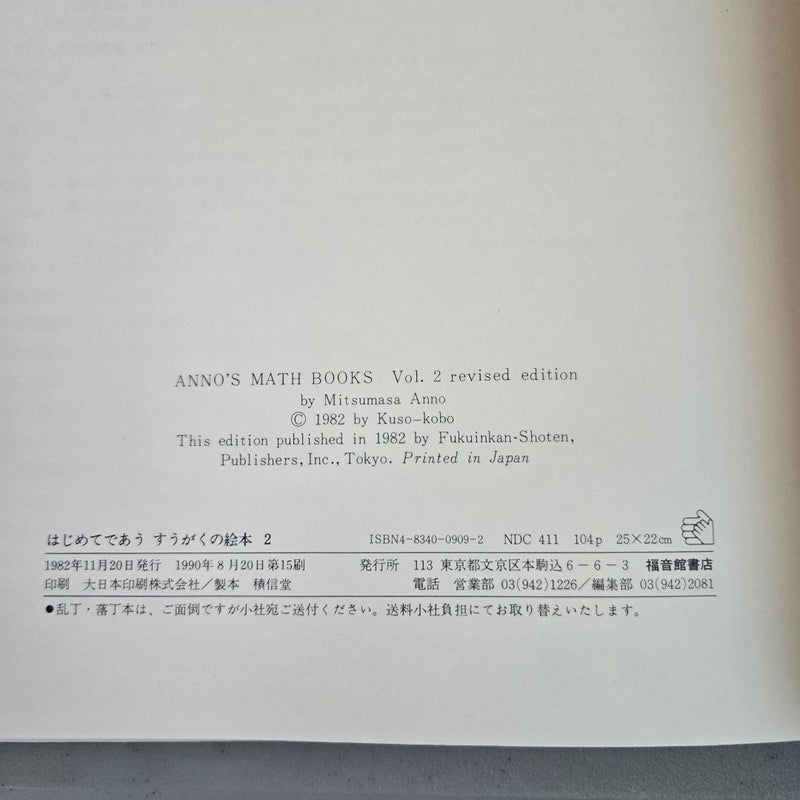 ANNO'S MATH BOOKS Vol. 2 revised edition
by Mitsumasa Anno
© 1982 by Kuso-kobo
This edition published in 1982 by Fukuinkan-Shoten,
Publishers, Inc., Tokyo. Printed in Japan
はじめてであう すうがくの絵本 2 ISBN4-8340-0909-2 NDC 411 104p 25×22cm
1982年11月20日発行 1990年8月20日第15刷 発行所 113 東京都文京区本駒込6-6-3 福音館書店
印刷 大日本印刷株式会社/製本 積信堂 電話 営業部 03(942)1226/編集部 03(942)2081
●乱丁・落丁本は、ご面倒ですが小社宛ご送付ください。送料小社負担にてお取り替えいたします。